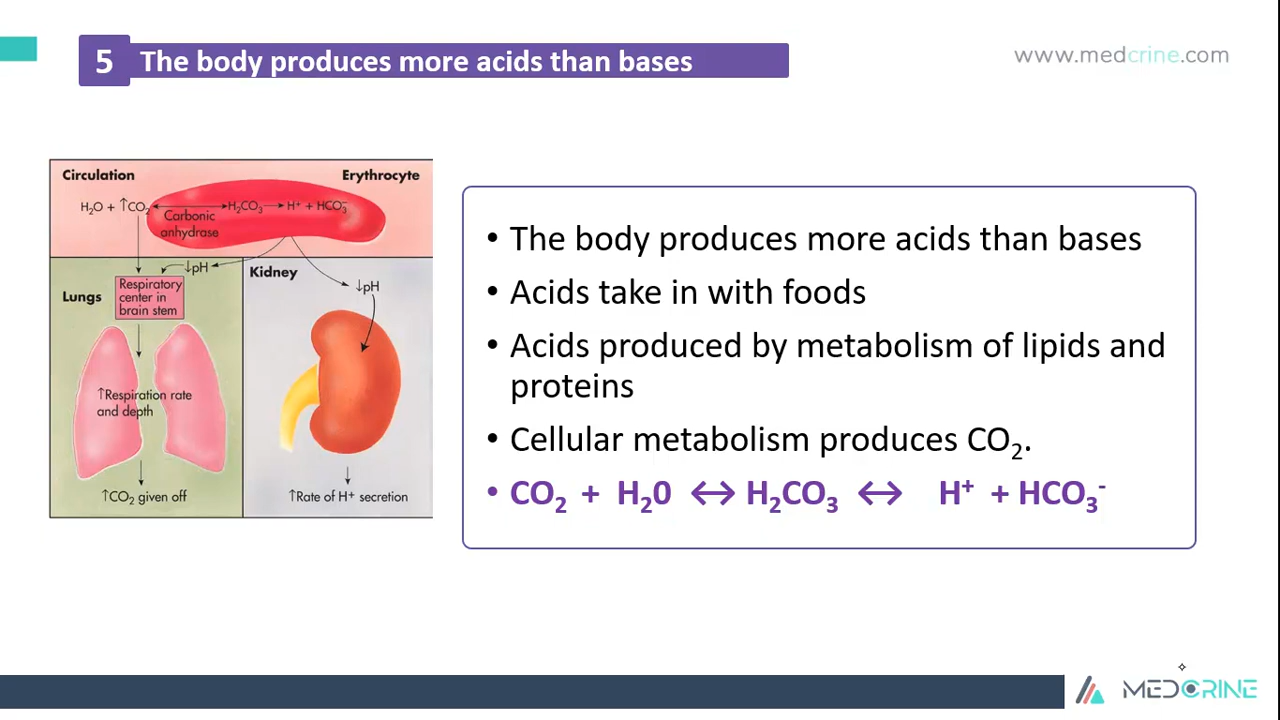 5 The body produces more acids than bases
www.medcrine.com
Circulation
Erythrocyte
H₂O + ↑CO₂ ↔ H₂CO₃ → H⁺ + HCO₃⁻
Carbonic
anhydrase
↓pH
Kidney
↓pH
Lungs
Respiratory
center in
brain stem
↑Respiration rate
and depth
↑CO₂ given off
↑Rate of H⁺ secretion
• The body produces more acids than bases
• Acids take in with foods
• Acids produced by metabolism of lipids and
proteins
• Cellular metabolism produces CO₂.
• CO₂ + H₂0 ↔ H₂CO₃ ↔ H⁺ + HCO₃⁻
MEDCRINE